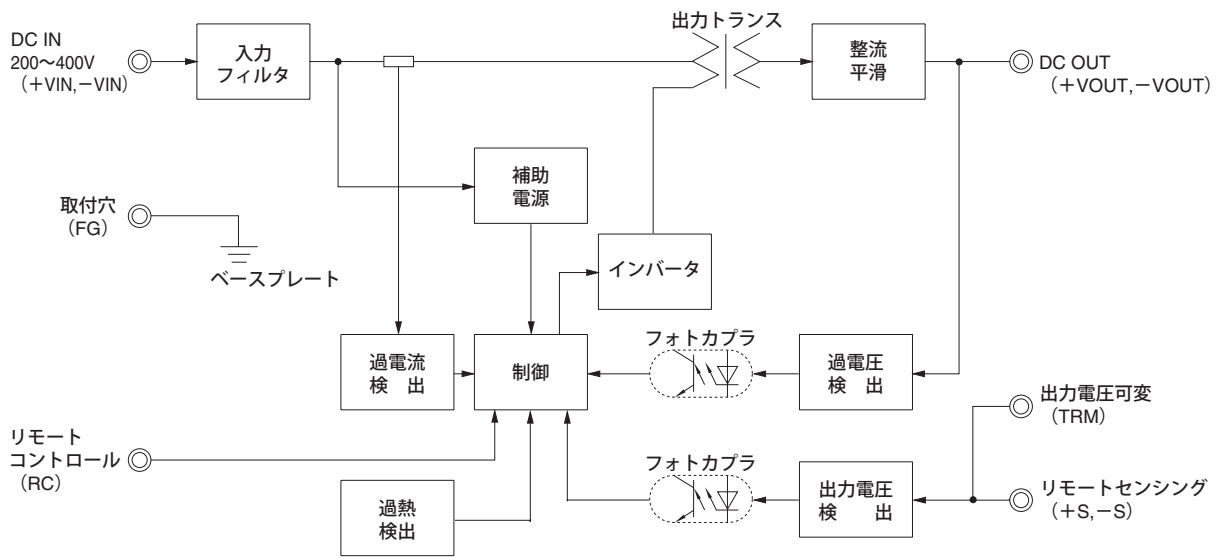 DC IN
200～400V
（＋VIN,－VIN）
入力
フィルタ
出力トランス
整流
平滑
DC OUT
（＋VOUT,－VOUT）
補助
電源
取付穴
（FG）
ベースプレート
インバータ
過電流
検　出
制御
フォトカプラ
過電圧
検　出
出力電圧可変
（TRM）
リモート
コントロール
（RC）
過熱
検出
フォトカプラ
出力電圧
検　　出
リモートセンシング
（＋S,－S）